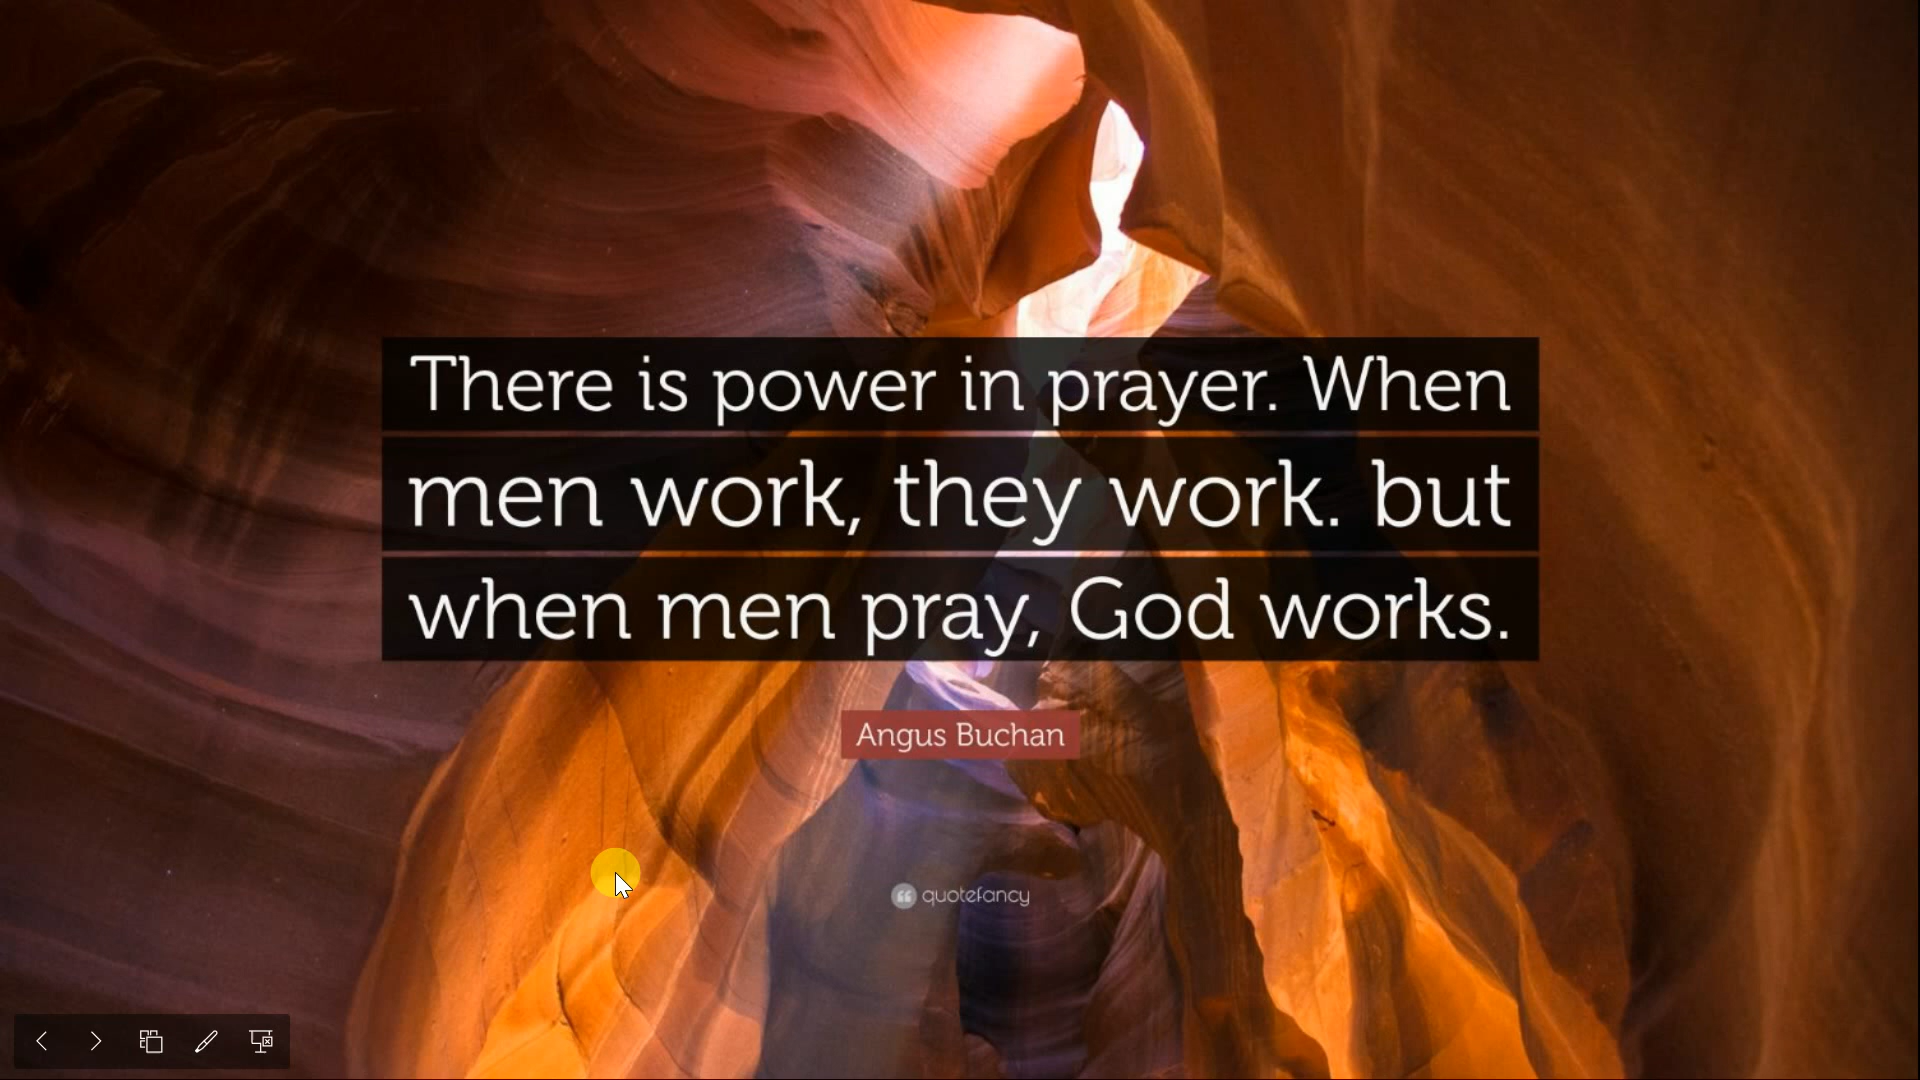 There is power in prayer. When
men work, they work. but
when men pray, God works.
Angus Buchan
quotefancy